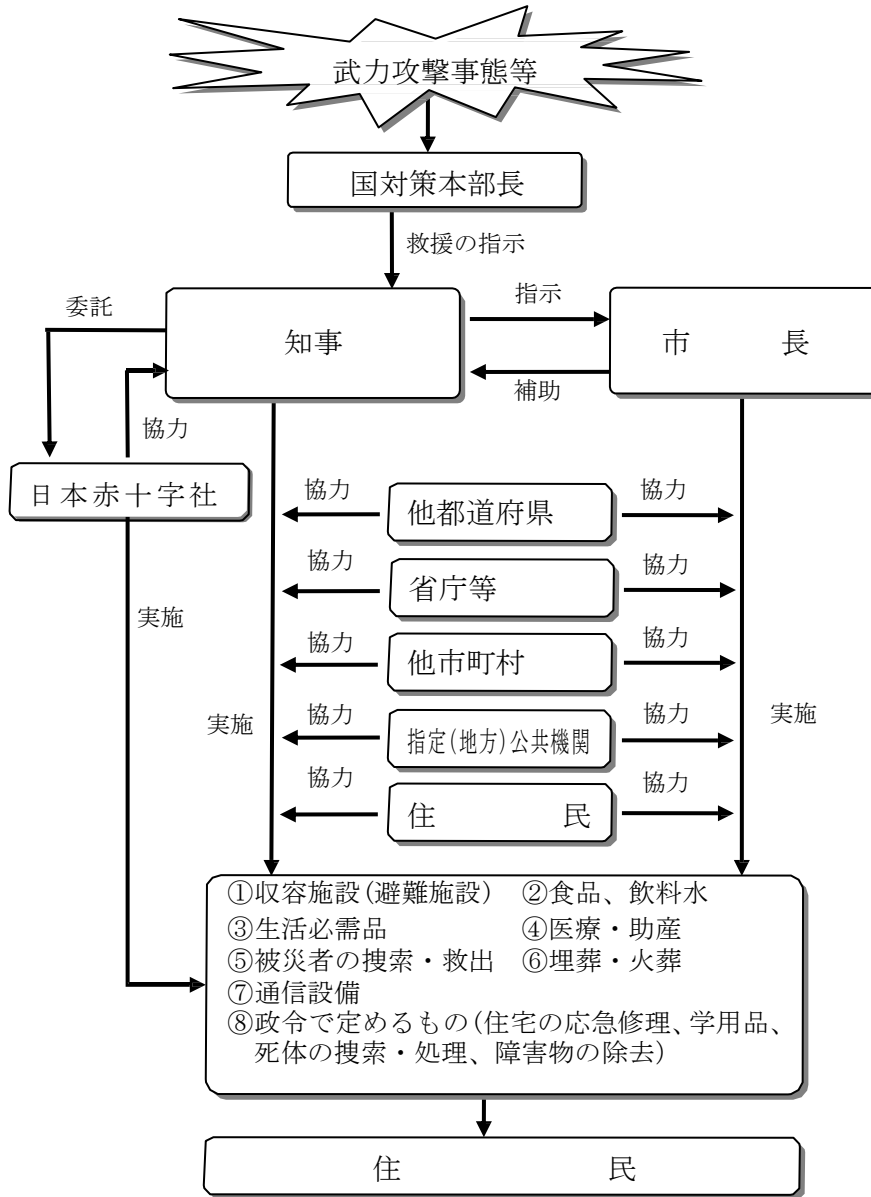 武力攻撃事態等
国対策本部長
救援の指示
委託
知事
指示
市　　　長
補助
協力
日本赤十字社
協力
他都道府県
協力
協力
省庁等
協力
実施
協力
他市町村
協力
実施
協力
指定(地方)公共機関
協力
実施
協力
住　　　　民
協力
①収容施設(避難施設)　②食品、飲料水
③生活必需品　④医療・助産
⑤被災者の捜索・救出　⑥埋葬・火葬
⑦通信設備
⑧政令で定めるもの(住宅の応急修理、学用品、
死体の捜索・処理、障害物の除去)
住　　　　民